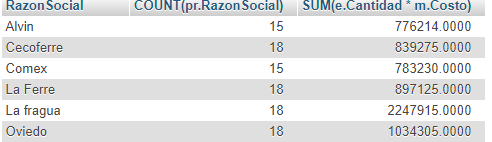 RazonSocial COUNT(pr.RazonSocial) SUM(e.Cantidad * m.Costo)
Alvin 15 776214.0000
Cecoferre 18 839275.0000
Comex 15 783230.0000
La Ferre 18 897125.0000
La fragua 18 2247915.0000
Oviedo 18 1034305.0000